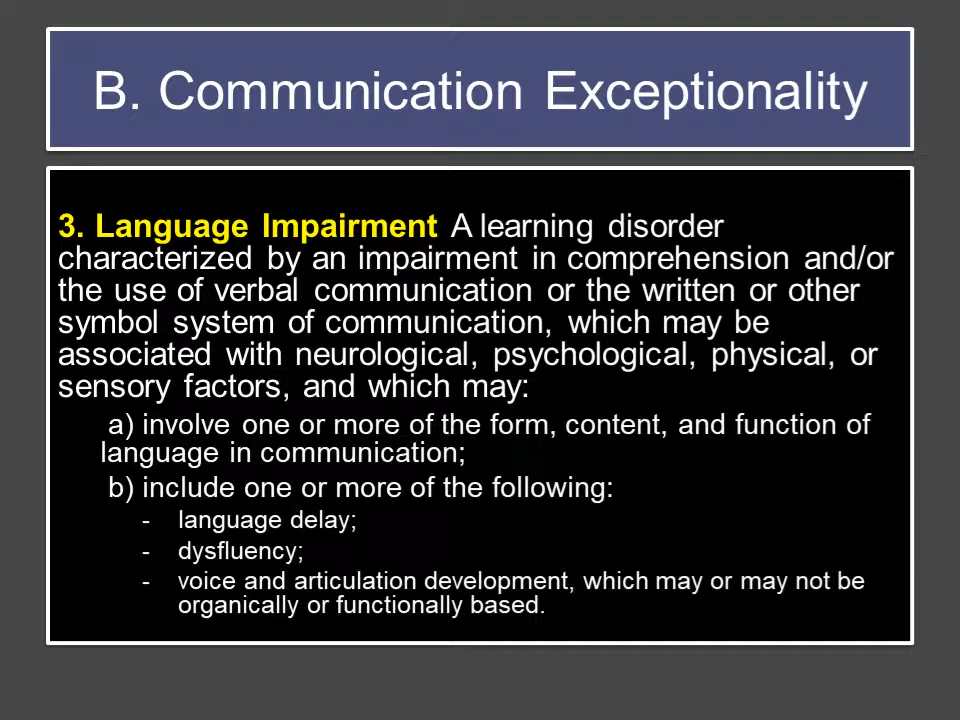 B. Communication Exceptionality
3. Language Impairment A learning disorder
characterized by an impairment in comprehension and/or
the use of verbal communication or the written or other
symbol system of communication, which may be
associated with neurological, psychological, physical, or
sensory factors, and which may:
a) involve one or more of the form, content, and function of
language in communication;
b) include one or more of the following:
- language delay;
- dysfluency;
- voice and articulation development, which may or may not be
organically or functionally based.